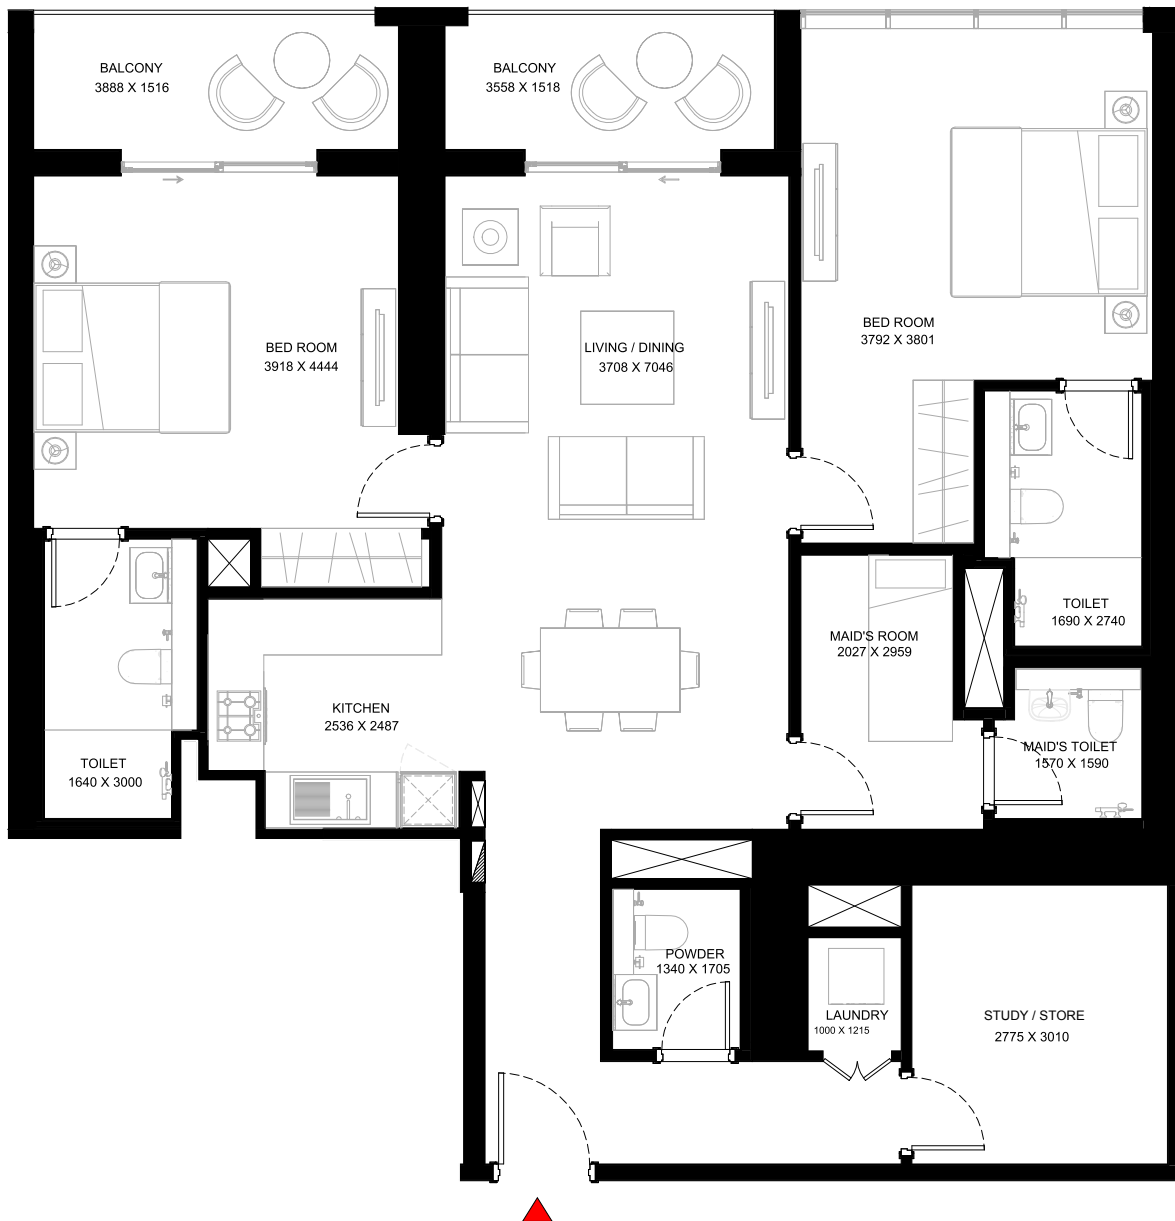 BALCONY
3888 X 1516
BALCONY
3558 X 1518
BED ROOM
3792 X 3801
BED ROOM
3918 X 4444
LIVING / DINING
3708 X 7046
TOILET
1690 X 2740
MAID'S ROOM
2027 X 2959
KITCHEN
2536 X 2487
MAID'S TOILET
1570 X 1590
TOILET
1640 X 3000
POWDER
1340 X 1705
LAUNDRY
1000 X 1215
STUDY / STORE
2775 X 3010